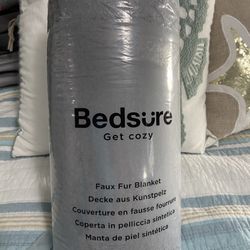 Bedsure
Get cozy
Faux Fur Blanket
Decke aus Kunstpelz
Couverture en fausse fourrure
Coperta in pelliccia sintetica
Manta de piel sintética